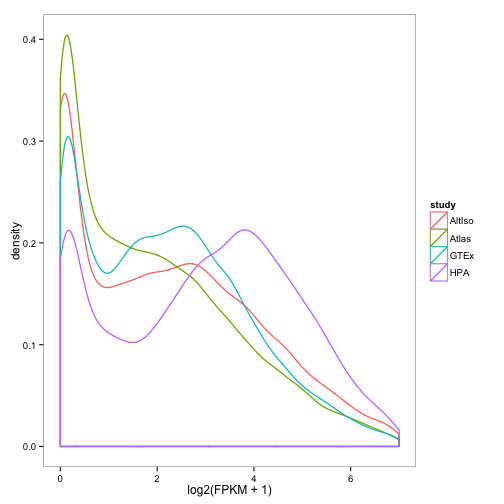 0.4
0.3
0.2
0.1
0.0
density
0
2
4
6
log2(FPKM + 1)
study
AltIso
Atlas
GTEx
HPA